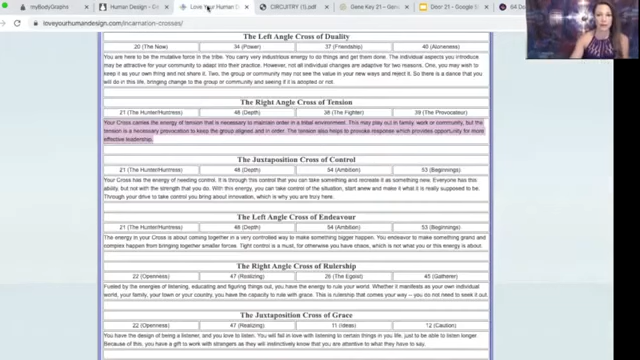 myBodyGraphs
Human Design - Cr
Love Your Human D
CIRCUITRY (1).pdf
Gene Key 21 - Gen
Door 21 - Google S
64 Do
loveyourhumandesign.com/incarnation-crosses/
The Left Angle Cross of Duality
20 (The Now) 34 (Power) 37 (Friendship) 40 (Aloneness)
You are here to be the mutative force in the tribe. You carry very industrious energy to do things and get them done. The individual aspects you introduce
may be attractive for your community to adapt into their practice. However, not all individual changes are adaptive for two reasons. One, you may wish to
keep it as your own thing and not share it. Two, the group or community may not see the value in your new ways and reject it. So there is a dance that you
will do in this life, bringing change to the group or community and seeing if it is adopted or not.
The Right Angle Cross of Tension
21 (The Hunter/Huntress) 48 (Depth) 38 (The Fighter) 39 (The Provocateur)
Your Cross carries the energy of tension that is necessary to maintain order in a tribal environment. This may play out in family, work or community, but the
tension is a necessary provocation to keep the group aligned and in order. The tension also helps to provoke response which provides opportunity for more
effective leadership.
The Juxtaposition Cross of Control
21 (The Hunter/Huntress) 48 (Depth) 54 (Ambition) 53 (Beginnings)
Your Cross has the energy of needing control. It is through this control that you can take something and recreate it as something new. Everyone has this
ability, but not with the strength that you do. With this energy, you can take control of the situation, start anew and make it what it is really supposed to be.
Through your drive to take control you bring about innovation, which is why you are truly here.
The Left Angle Cross of Endeavour
21 (The Hunter/Huntress) 48 (Depth) 54 (Ambition) 53 (Beginnings)
The energy in your Cross is about coming together in a very controlled way to make something bigger happen. You endeavor to make something grand and
complex happen from bringing together smaller forces. Tight control is a must, for otherwise you have chaos, which is not what you or this energy is about.
The Right Angle Cross of Rulership
22 (Openness) 47 (Realizing) 26 (The Egoist) 45 (Gatherer)
Fueled by the energies of listening, educating and figuring things out, you have the energy to rule your world. Whether it manifests as your own individual
world, your family, your town or your country, you have the capacity to rule with grace. This is rulership that comes your way -- you do not need to seek it out.
The Juxtaposition Cross of Grace
22 (Openness) 47 (Realizing) 11 (Ideas) 12 (Caution)
You have the design of being a listener, and you love to listen. You will fall in love with listening to certain things in you life, just to be able to listen longer.
Because of this, you have a gift to work with strangers as they will instinctively know that you are attentive to what they have to say.